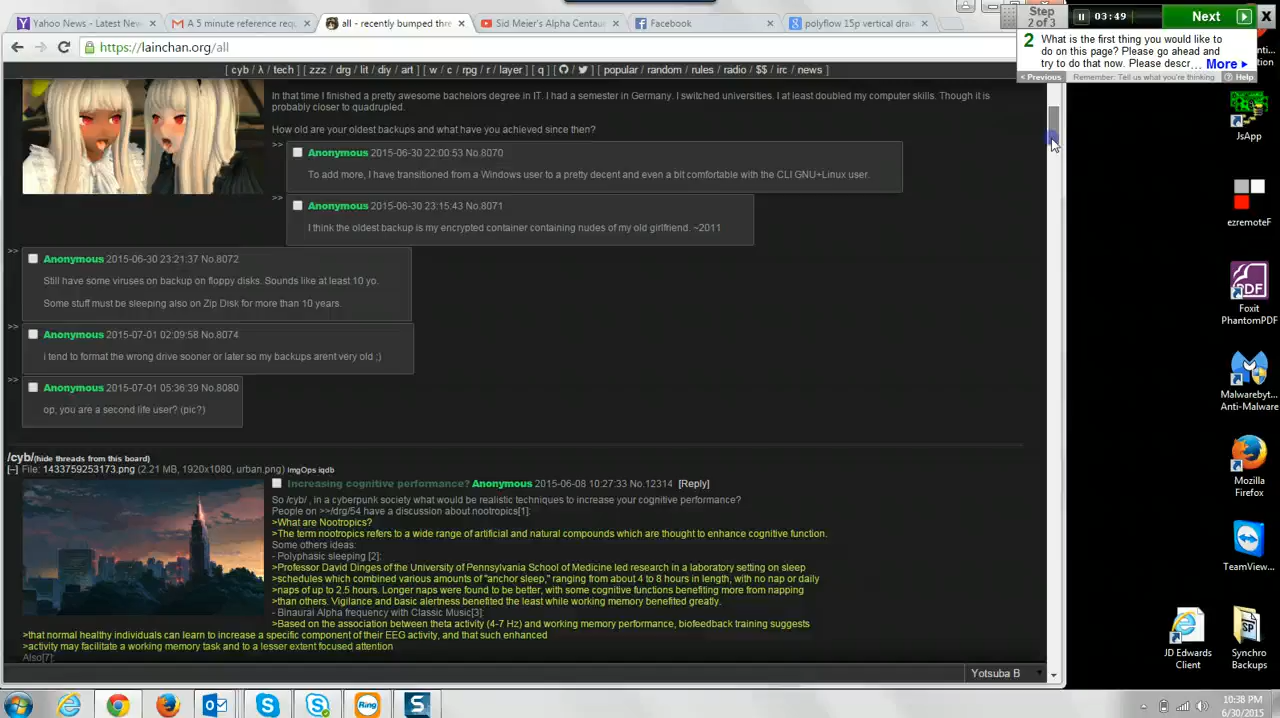 Yahoo News - Latest New
A 5 minute reference requ
all - recently bumped thre
Sid Meier's Alpha Centau
Facebook
polyflow 15p vertical dra
https://lainchan.org/all
Step
2 of 3
03:49
Next
2
What is the first thing you would like to
do on this page? Please go ahead and
try to do that now. Please descr...
More
< Previous
Remember: Tell us what you're thinking
Help
[ cyb / λ / tech ] [ zzz / drg / lit / diy / art ] [ w / c / rpg / r / layer ] [ q ] [ / ] [ popular / random / rules / radio / $$ / irc / news ]
In that time I finished a pretty awesome bachelors degree in IT. I had a semester in Germany. I switched universities. I at least doubled my computer skills. Though it is
probably closer to quadrupled.
How old are your oldest backups and what have you achieved since then?
>>
Anonymous 2015-06-30 22:00:53 No.8070
To add more, I have transitioned from a Windows user to a pretty decent and even a bit comfortable with the CLI GNU+Linux user.
>>
Anonymous 2015-06-30 23:15:43 No.8071
I think the oldest backup is my encrypted container containing nudes of my old girlfriend. ~2011
>>
Anonymous 2015-06-30 23:21:37 No.8072
Still have some viruses on backup on floppy disks. Sounds like at least 10 yo.
Some stuff must be sleeping also on Zip Disk for more than 10 years.
>>
Anonymous 2015-07-01 02:09:58 No.8074
i tend to format the wrong drive sooner or later so my backups arent very old ;)
>>
Anonymous 2015-07-01 05:36:39 No.8080
op, you are a second life user? (pic?)
/cyb/(hide threads from this board)
[–] File: 1433759253173.png (2.21 MB, 1920x1080, urban.png) ImgOps iqdb
Increasing cognitive performance? Anonymous 2015-06-08 10:27:33 No.12314 [Reply]
So /cyb/ , in a cyberpunk society what would be realistic techniques to increase your cognitive performance?
People on >>/drg/54 have a discussion about nootropics[1]:
>What are Nootropics?
>The term nootropics refers to a wide range of artificial and natural compounds which are thought to enhance cognitive function.
Some others ideas:
- Polyphasic sleeping [2]:
>Professor David Dinges of the University of Pennsylvania School of Medicine led research in a laboratory setting on sleep
>schedules which combined various amounts of "anchor sleep," ranging from about 4 to 8 hours in length, with no nap or daily
>naps of up to 2.5 hours. Longer naps were found to be better, with some cognitive functions benefiting more from napping
>than others. Vigilance and basic alertness benefited the least while working memory benefited greatly.
- Binaural Alpha frequency with Classic Music[3]:
>Based on the association between theta activity (4-7 Hz) and working memory performance, biofeedback training suggests
>that normal healthy individuals can learn to increase a specific component of their EEG activity, and that such enhanced
>activity may facilitate a working memory task and to a lesser extent focused attention
Also[7]:
Yotsuba B
JsApp
ezremoteF
PDF
Foxit
PhantomPDF
Malwarebyt...
Anti-Malware
Mozilla
Firefox
TeamView...
JD Edwards
Client
SP
Synchro
Backups
Ring
10:38 PM
6/30/2015